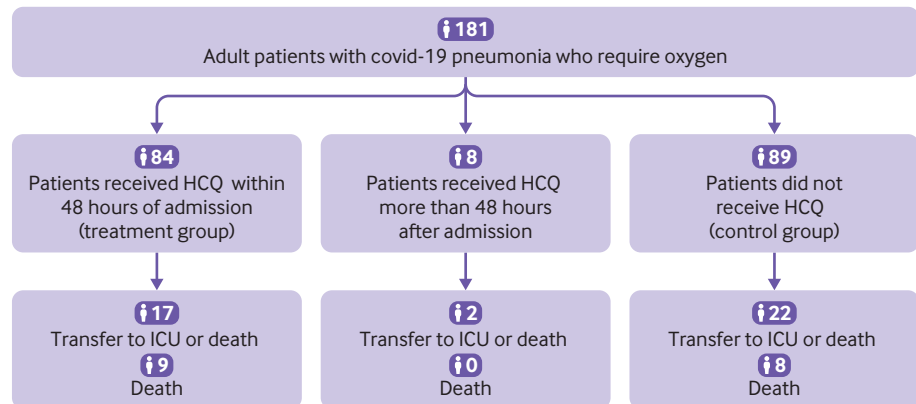 181
Adult patients with covid-19 pneumonia who require oxygen
84
Patients received HCQ within
48 hours of admission
(treatment group)
8
Patients received HCQ
more than 48 hours
after admission
89
Patients did not
receive HCQ
(control group)
17
Transfer to ICU or death
9
Death
2
Transfer to ICU or death
0
Death
22
Transfer to ICU or death
8
Death